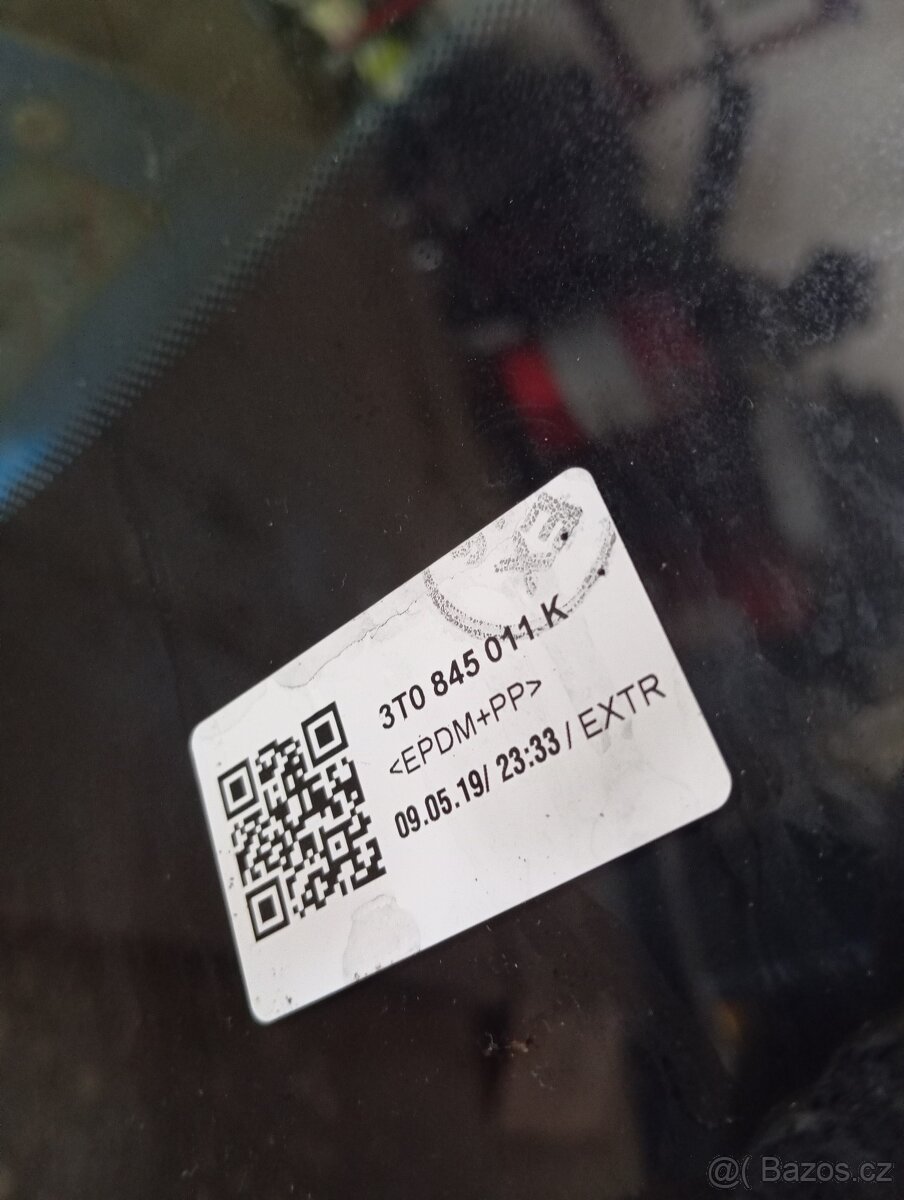 3T0 845 011 K
<EPDM+PP>
09.05.19/ 23:33 / EXTR
@( Bazos.cz